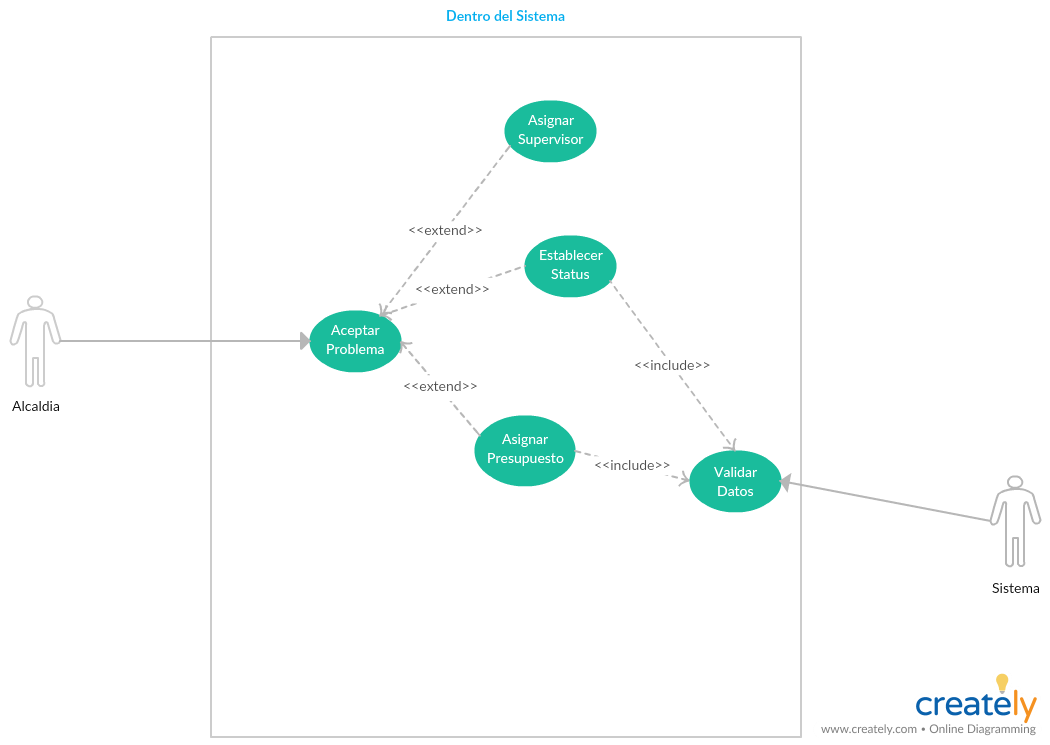 Dentro del Sistema
Asignar
Supervisor
<<extend>>
Establecer
Status
<<extend>>
Aceptar
Problema
<<include>>
<<extend>>
Alcaldia
Asignar
Presupuesto
<<include>>
Validar
Datos
Sistema
creately
www.creately.com • Online Diagramming